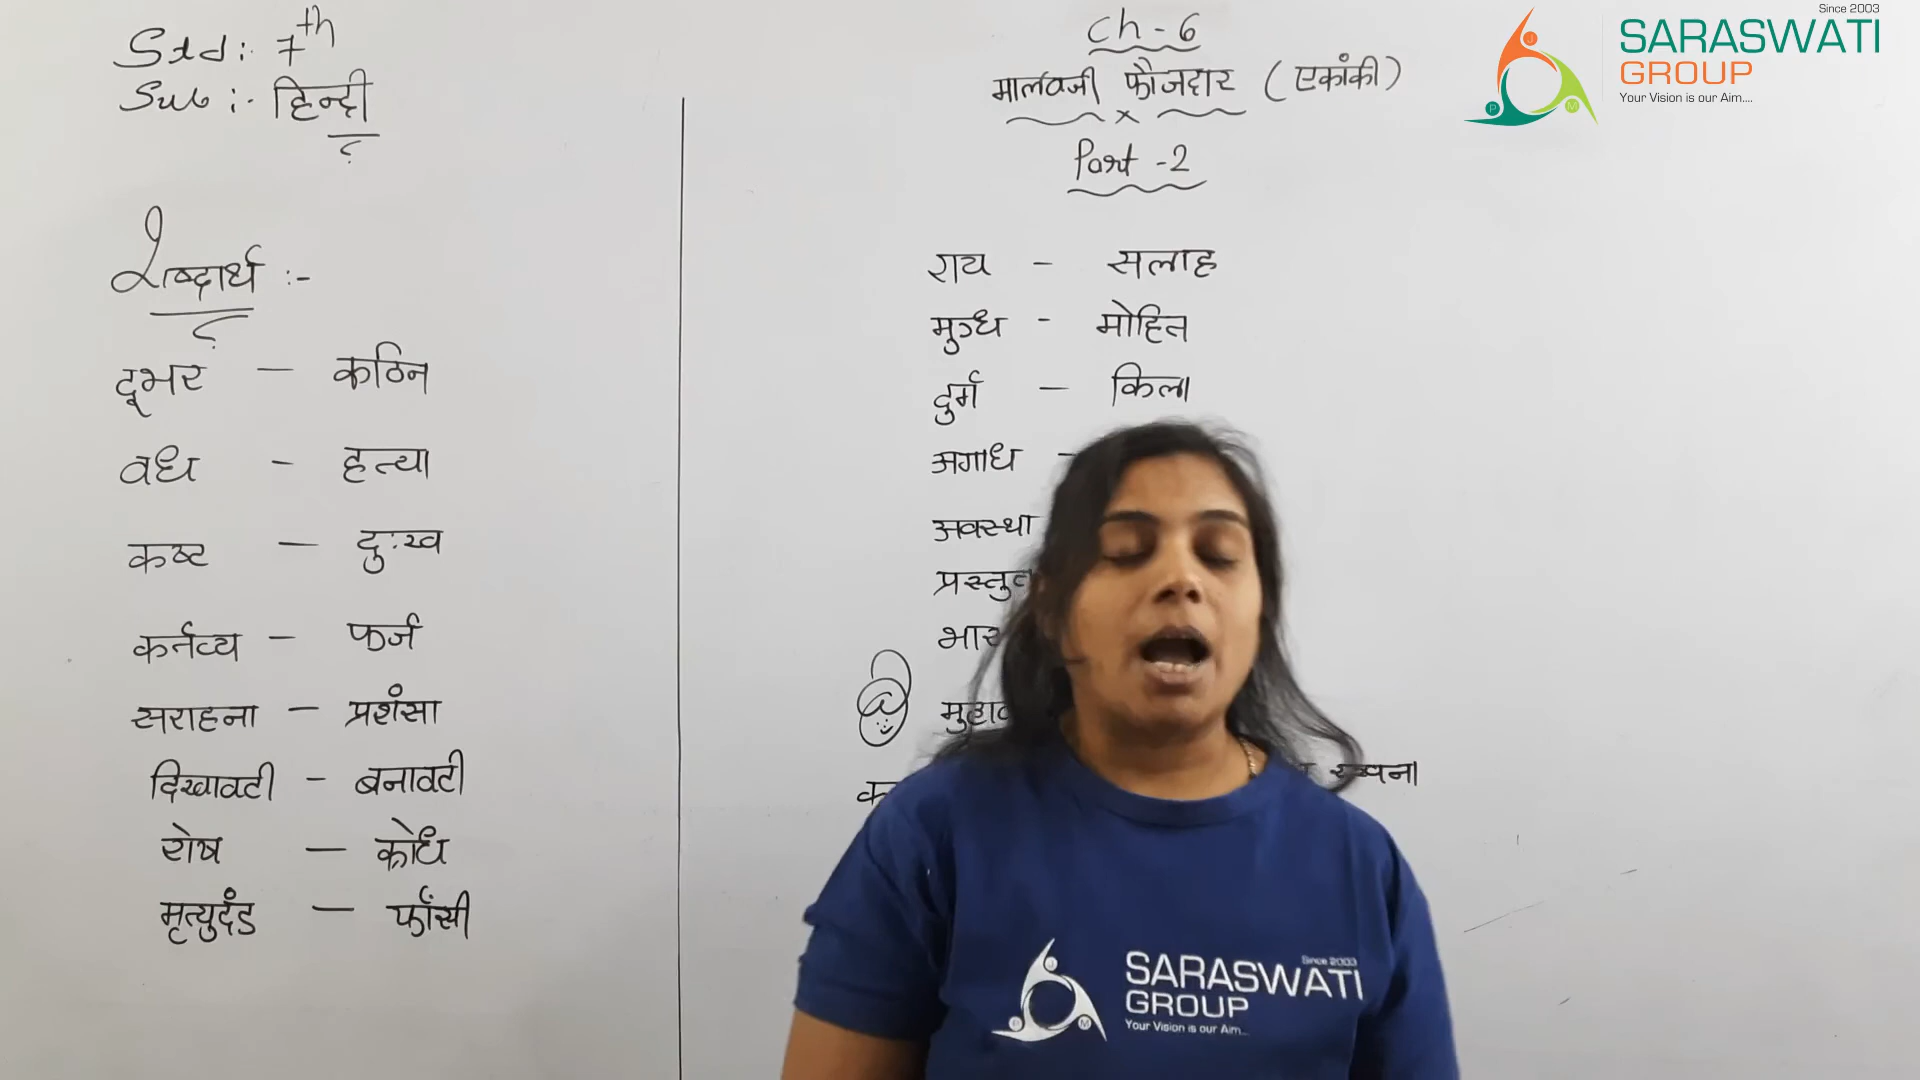 Std :- 7th
Sub :- हिन्दी
Ch - 6
मालवजी फौजदार (एकांकी)
Part - 2
शब्दार्थ :-
दूभर — कठिन
वध - हत्या
कष्ट — दुःख
कर्तव्य — फर्ज
सराहना — प्रशंसा
दिखावटी - बनावटी
रोष — क्रोध
मृत्युदंड — फाँसी
राय - सलाह
मुग्ध - मोहित
दुर्ग — किला
अगाध -
अवस्था
रखना
Since 2003
SARASWATI
GROUP
Your Vision is our Aim....
Since 2003
SARASWATI
GROUP
Your Vision is our Aim...